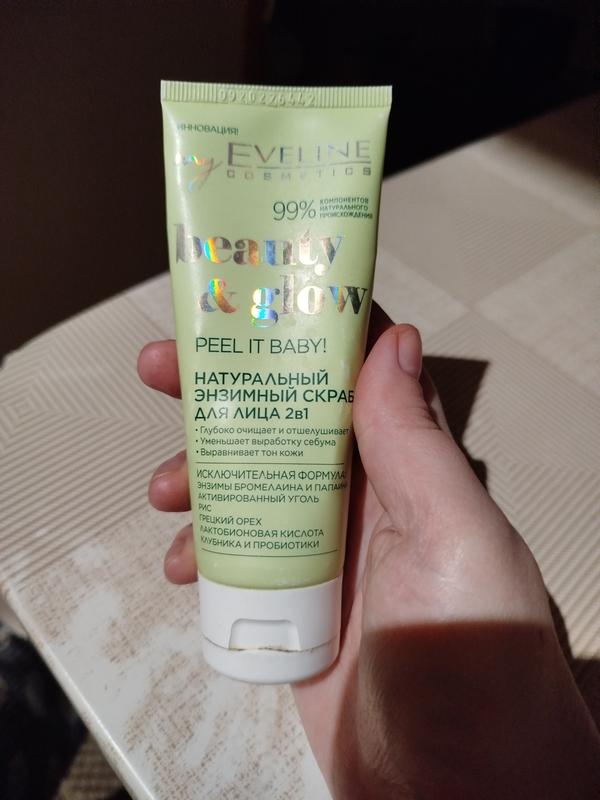 0920226442
ИННОВАЦИЯ!
my EVELINE
COSMETICS
99% КОМПОНЕНТОВ
НАТУРАЛЬНОГО
ПРОИСХОЖДЕНИЯ
beauty
& glow
PEEL IT BABY!
НАТУРАЛЬНЫЙ
ЭНЗИМНЫЙ СКРАБ
ДЛЯ ЛИЦА 2в1
• Глубоко очищает и отшелушивает
• Уменьшает выработку себума
• Выравнивает тон кожи
ИСКЛЮЧИТЕЛЬНАЯ ФОРМУЛА:
ЭНЗИМЫ БРОМЕЛАИНА И ПАПАИНА
АКТИВИРОВАННЫЙ УГОЛЬ
РИС
ГРЕЦКИЙ ОРЕХ
ЛАКТОБИОНОВАЯ КИСЛОТА
КЛУБНИКА И ПРОБИОТИКИ